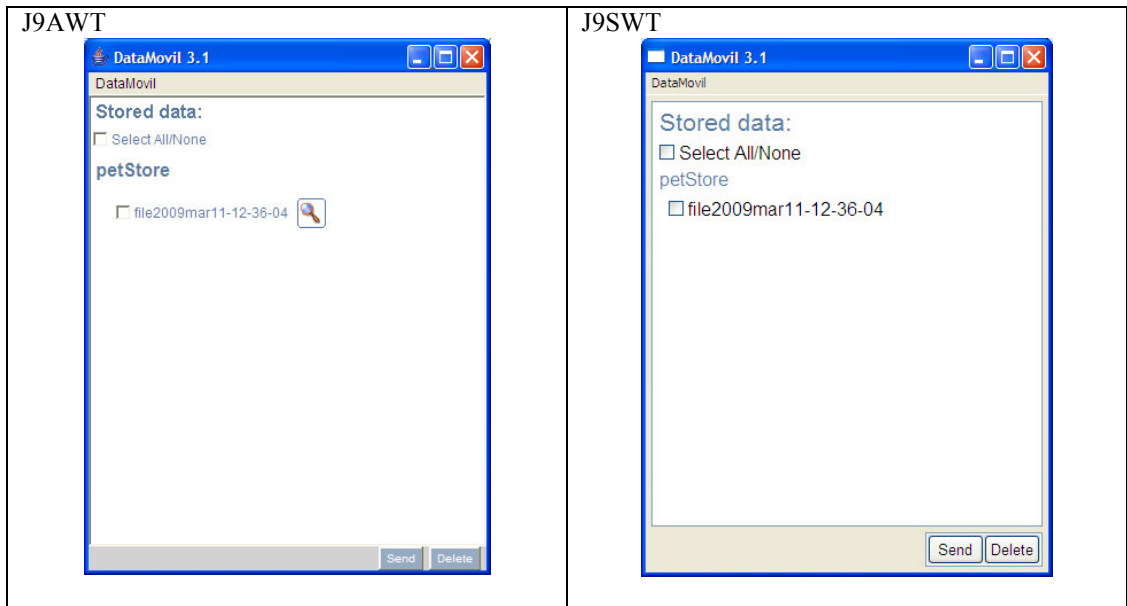 J9AWT
DataMovil 3.1
DataMovil
Stored data:
Select All/None
petStore
file2009mar11-12-36-04
Send Delete
J9SWT
DataMovil 3.1
DataMovil
Stored data:
Select All/None
petStore
file2009mar11-12-36-04
Send Delete